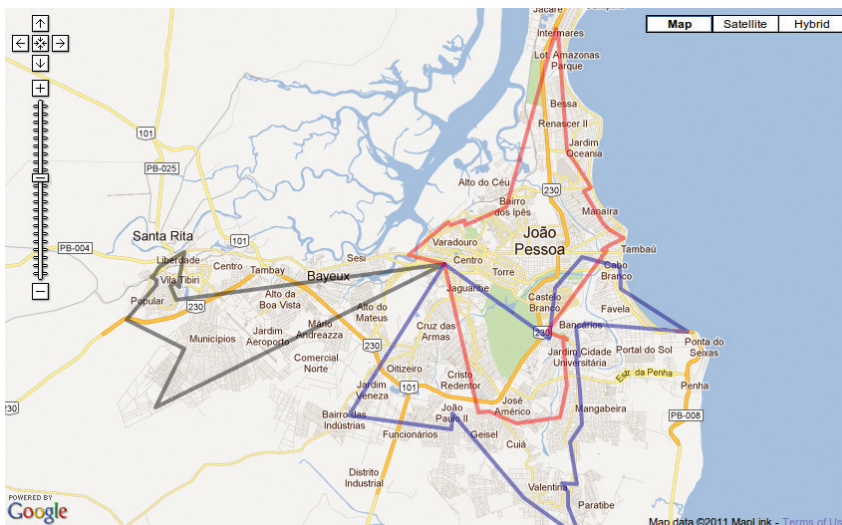 Jacaré
Intermares
Map
Satellite
Hybrid
Lot. Amazonas
Parque
101
Bessa
Renascer II
PB-025
Jardim
Oceania
Alto do Céu
230
Bairro
dos Ipês
Manaíra
Santa Rita
João
Pessoa
PB-004
101
Varadouro
Tambaú
Liberdade
Centro
Sesi
Centro
Tambay
Bayeux
Torre
Cabo
Branco
Vila Tibiri
Jaguaribe
Popular
230
Alto da
Boa Vista
Alto do
Mateus
Castelo
Branco
Favela
Cruz das
Armas
Mário
Andreazza
230
Bancários
Municípios
Jardim
Aeroporto
230
Ponta do
Seixas
Comercial
Norte
Oitizeiro
Jardim Cidade
Universitária
Portal do Sol
Cristo
Redentor
Estr. da Penha
Penha
Jardim
Veneza
101
José
Américo
230
Bairro das
Indústrias
João
Paulo II
Mangabeira
PB-008
Funcionários
Geisel
Cuiá
Distrito
Industrial
Valentina
Paratibe
POWERED BY
Google
Map data ©2011 MapLink - Terms of Us